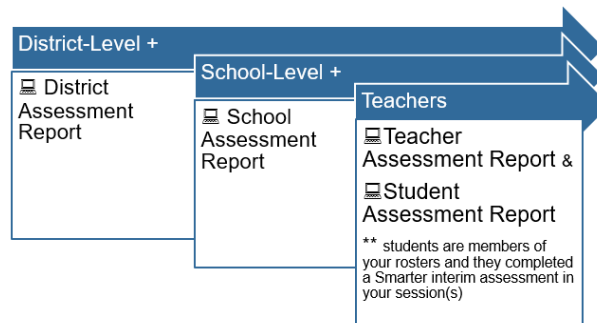 District-Level +
💻 District
Assessment
Report
School-Level +
💻 School
Assessment
Report
Teachers
💻Teacher
Assessment Report &
💻Student
Assessment Report
** students are members of
your rosters and they completed
a Smarter interim assessment in
your session(s)